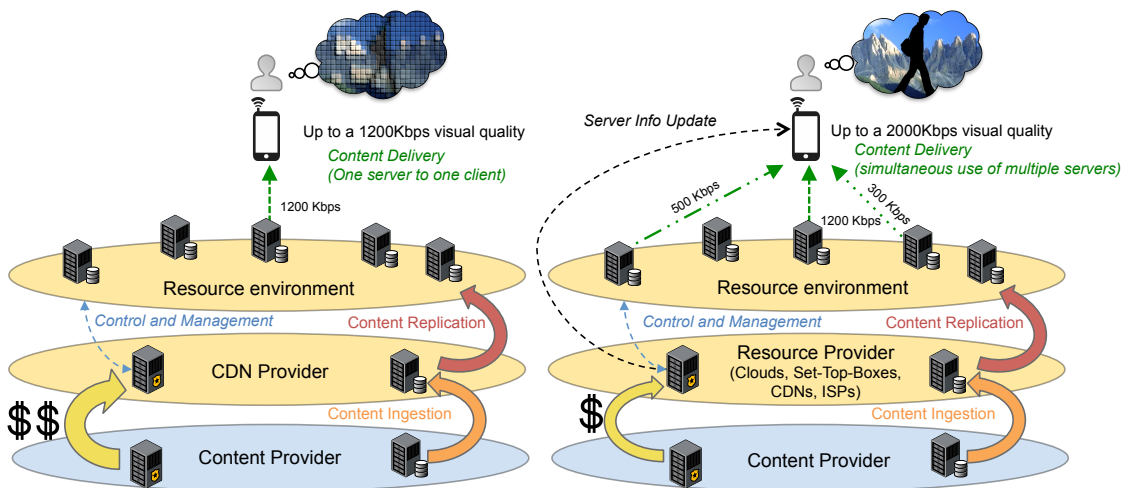 Up to a 1200Kbps visual quality
Content Delivery
(One server to one client)
1200 Kbps
Resource environment
Control and Management
Content Replication
CDN Provider
$$
Content Ingestion
Content Provider
Server Info Update
Up to a 2000Kbps visual quality
Content Delivery
(simultaneous use of multiple servers)
500 Kbps
1200 Kbps
300 Kbps
Resource environment
Control and Management
Content Replication
Resource Provider
(Clouds, Set-Top-Boxes,
CDNs, ISPs)
$
Content Ingestion
Content Provider